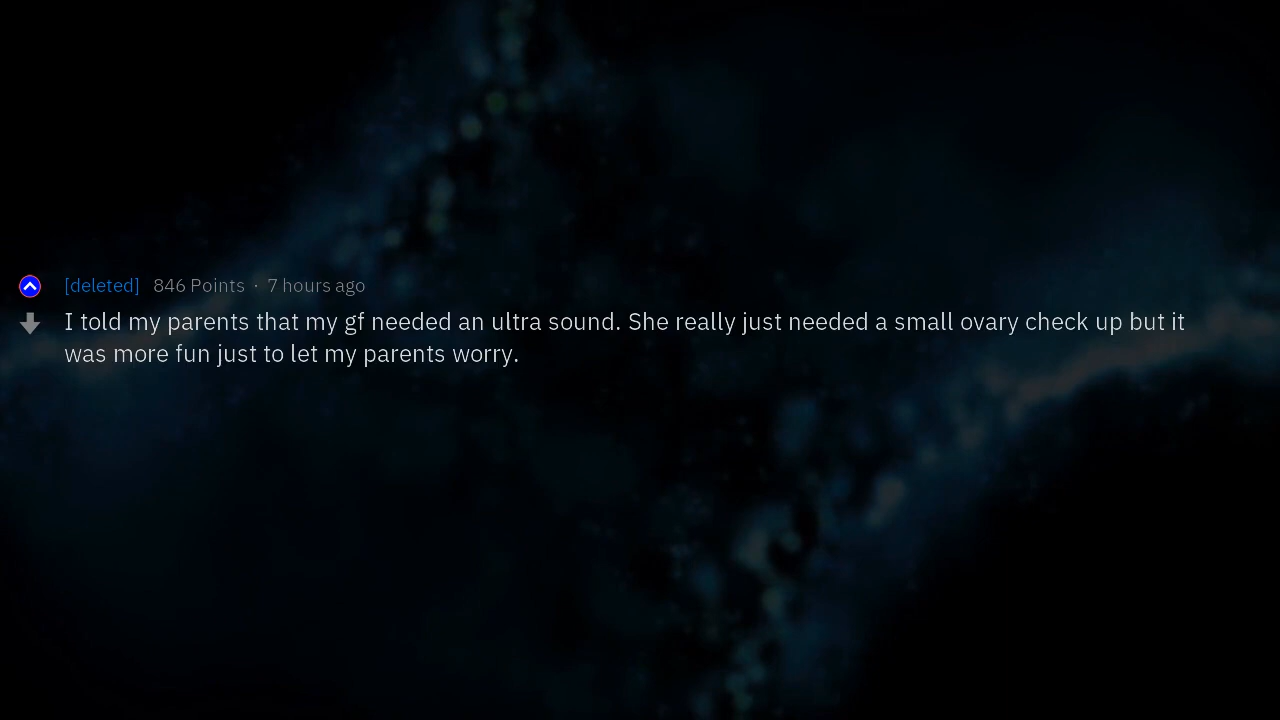 [deleted] 846 Points · 7 hours ago
I told my parents that my gf needed an ultra sound. She really just needed a small ovary check up but it
was more fun just to let my parents worry.